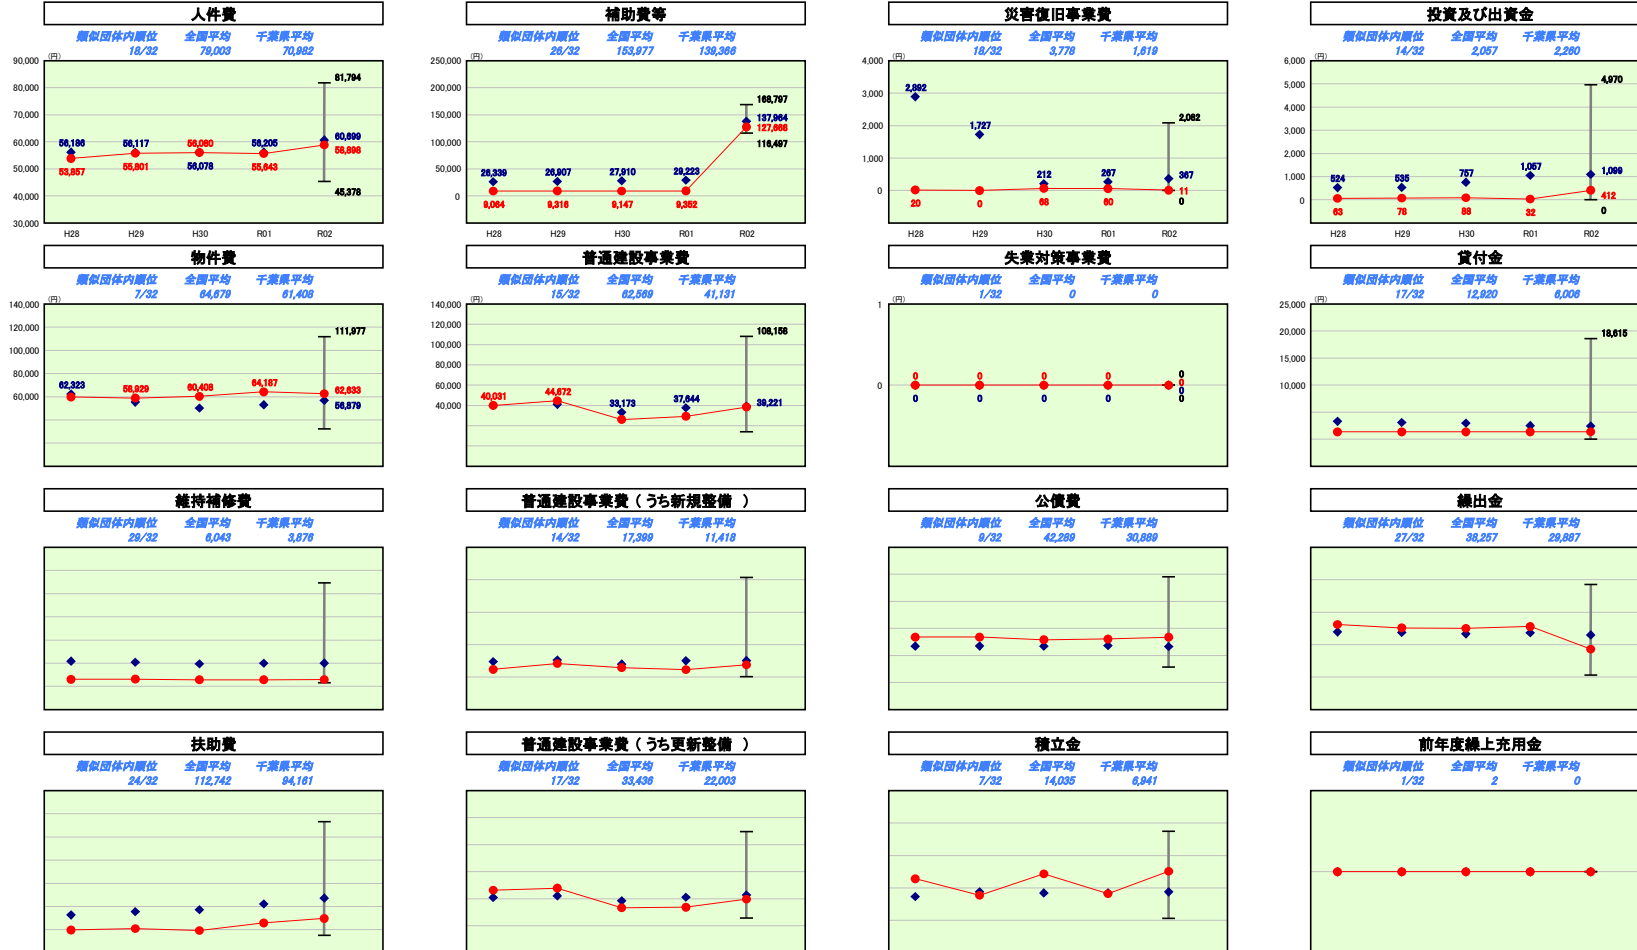 人件費
類似団体内順位 全国平均 千葉県平均
18/32 79,003 70,982
(円)
90,000
80,000
70,000
60,000
50,000
40,000
30,000
81,794
56,186 56,117 56,080 56,205 60,699
53,857 55,801 56,078 55,643 58,898
45,378
H28 H29 H30 R01 R02
補助費等
類似団体内順位 全国平均 千葉県平均
26/32 153,977 139,366
(円)
250,000
200,000
150,000
100,000
50,000
0
168,797
137,964
127,668
116,497
26,339 26,907 27,910 29,223
9,064 9,316 9,147 9,352
H28 H29 H30 R01 R02
災害復旧事業費
類似団体内順位 全国平均 千葉県平均
18/32 3,778 1,619
(円)
4,000
3,000
2,000
1,000
0
2,892
1,727
2,082
212 267 367
11
20 0 68 60 0
H28 H29 H30 R01 R02
投資及び出資金
類似団体内順位 全国平均 千葉県平均
14/32 2,057 2,260
(円)
6,000
5,000
4,000
3,000
2,000
1,000
0
4,970
524 535 757 1,057 1,099
412
63 78 88 32 0
H28 H29 H30 R01 R02
物件費
類似団体内順位 全国平均 千葉県平均
7/32 64,679 61,408
(円)
140,000
120,000
100,000
80,000
60,000
111,977
62,323 58,929 60,408 64,187 62,633
56,879
普通建設事業費
類似団体内順位 全国平均 千葉県平均
15/32 62,569 41,131
(円)
140,000
120,000
100,000
80,000
60,000
40,000
108,158
40,031 44,672 33,173 37,644 39,221
失業対策事業費
類似団体内順位 全国平均 千葉県平均
1/32 0 0
(円)
1
0
0
0 0 0 0 0
0 0 0 0 0
0
貸付金
類似団体内順位 全国平均 千葉県平均
17/32 12,920 6,006
(円)
25,000
20,000
15,000
10,000
18,615
維持補修費
類似団体内順位 全国平均 千葉県平均
29/32 6,043 3,876
普通建設事業費（うち新規整備　）
類似団体内順位 全国平均 千葉県平均
14/32 17,399 11,418
公債費
類似団体内順位 全国平均 千葉県平均
9/32 42,289 30,889
繰出金
類似団体内順位 全国平均 千葉県平均
27/32 38,257 29,887
扶助費
類似団体内順位 全国平均 千葉県平均
24/32 112,742 94,161
普通建設事業費（うち更新整備　）
類似団体内順位 全国平均 千葉県平均
17/32 33,436 22,003
積立金
類似団体内順位 全国平均 千葉県平均
7/32 14,035 6,941
前年度繰上充用金
類似団体内順位 全国平均 千葉県平均
1/32 2 0